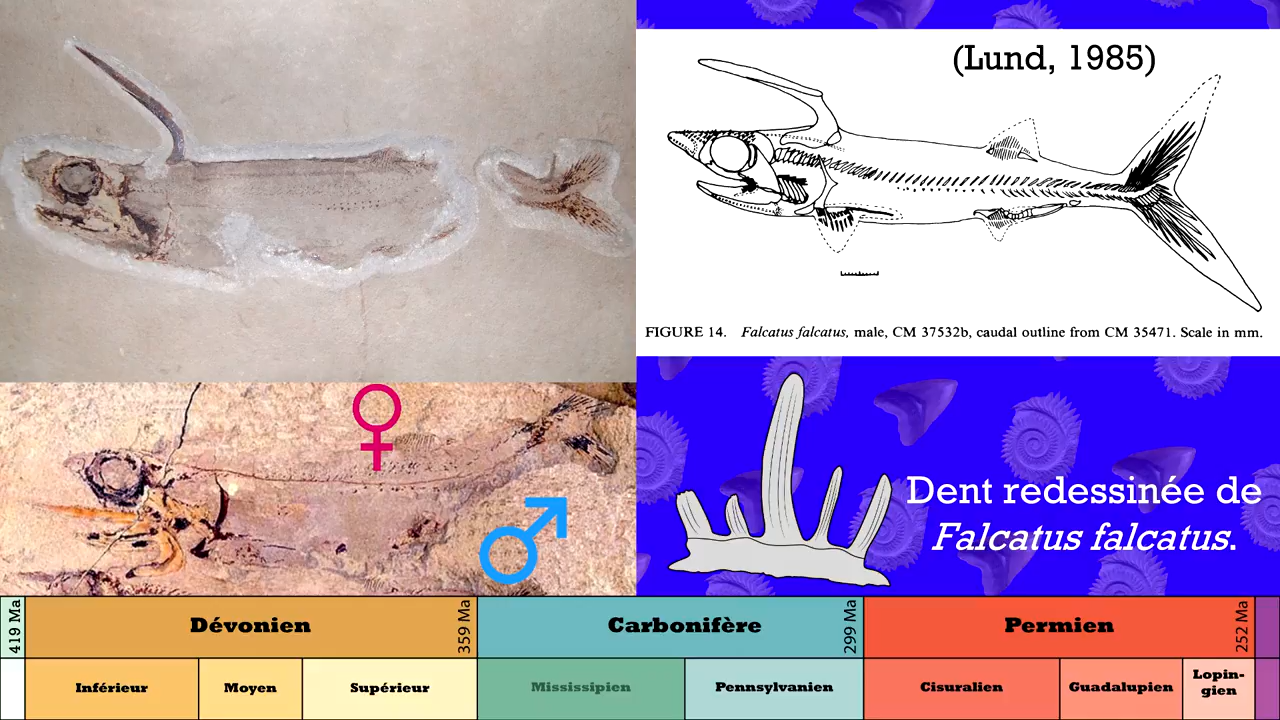 (Lund, 1985)
FIGURE 14. Falcatus falcatus, male, CM 37532b, caudal outline from CM 35471. Scale in mm.
♀
♂
Dent redessinée de
Falcatus falcatus.
419 Ma
Dévonien
359 Ma
Carbonifère
299 Ma
Permien
252 Ma
Inférieur
Moyen
Supérieur
Mississipien
Pennsylvanien
Cisuralien
Guadalupien
Lopin-
gien